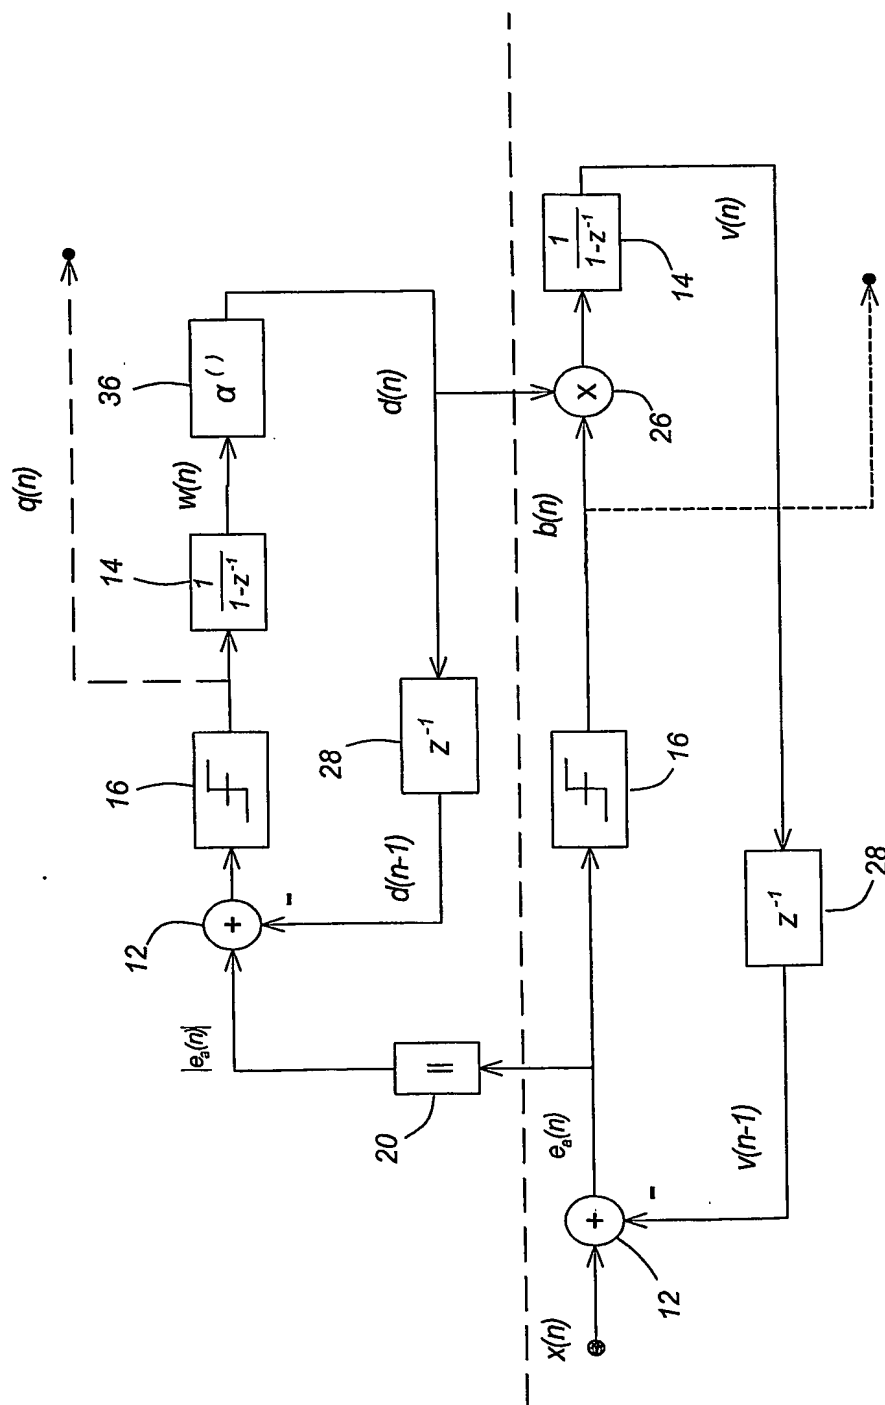 q(n)
36
α^( )
w(n)
14
1
1-z⁻¹
d(n)
16
28
z⁻¹
d(n-1)
12
+
-
|eₐ(n)|
20
||
1
1-z⁻¹
14
v(n)
X
26
b(n)
16
z⁻¹
28
eₐ(n)
v(n-1)
-
+
12
x(n)